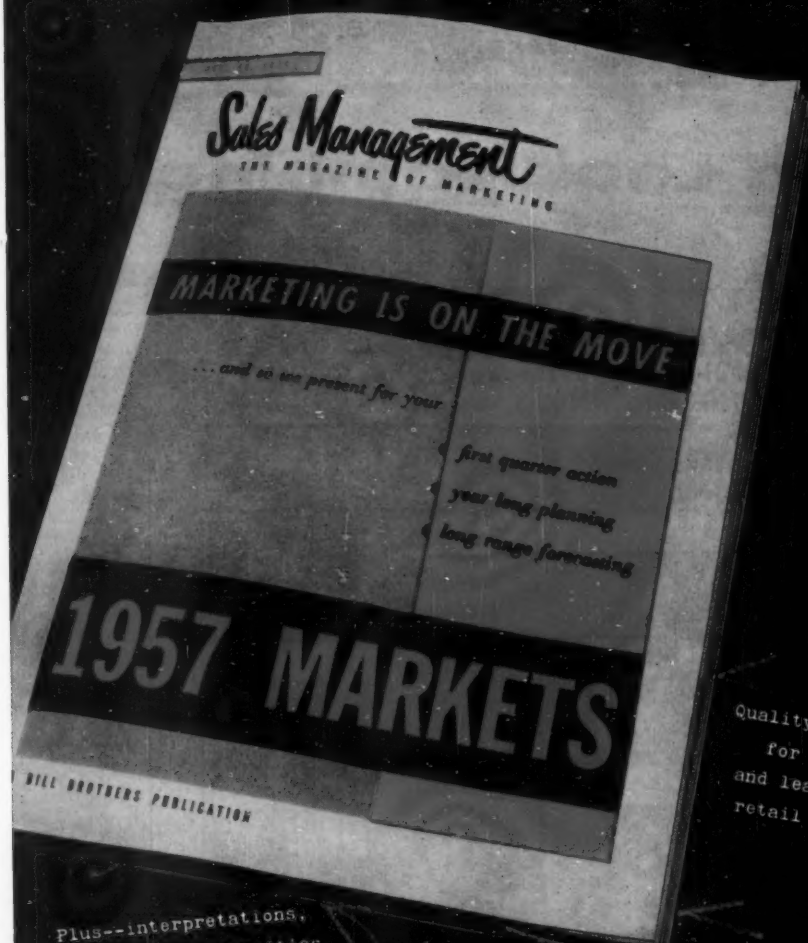 Sales Management
THE MAGAZINE OF MARKETING
MARKETING IS ON THE MOVE
...and so we present for your
first quarter action
year long planning
long range forecasting
1957 MARKETS
BILL BROTHERS PUBLICATION
Quality
for
and lea
retail
Plus--interpretations,